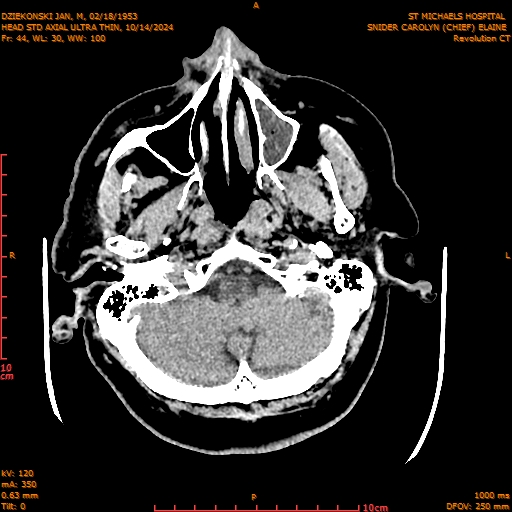 A
DZIEKONSKI JAN, M, 02/18/1953
HEAD STD AXIAL ULTRA THIN, 10/14/2024
Fr: 44, WL: 30, WW: 100
ST MICHAELS HOSPITAL
SNIDER CAROLYN (CHIEF) ELAINE
Revolution CT
R
L
10
cm
kV: 120
mA: 350
0.63 mm
Tilt: 0
P
10cm
1000 ms
DFOV: 250 mm